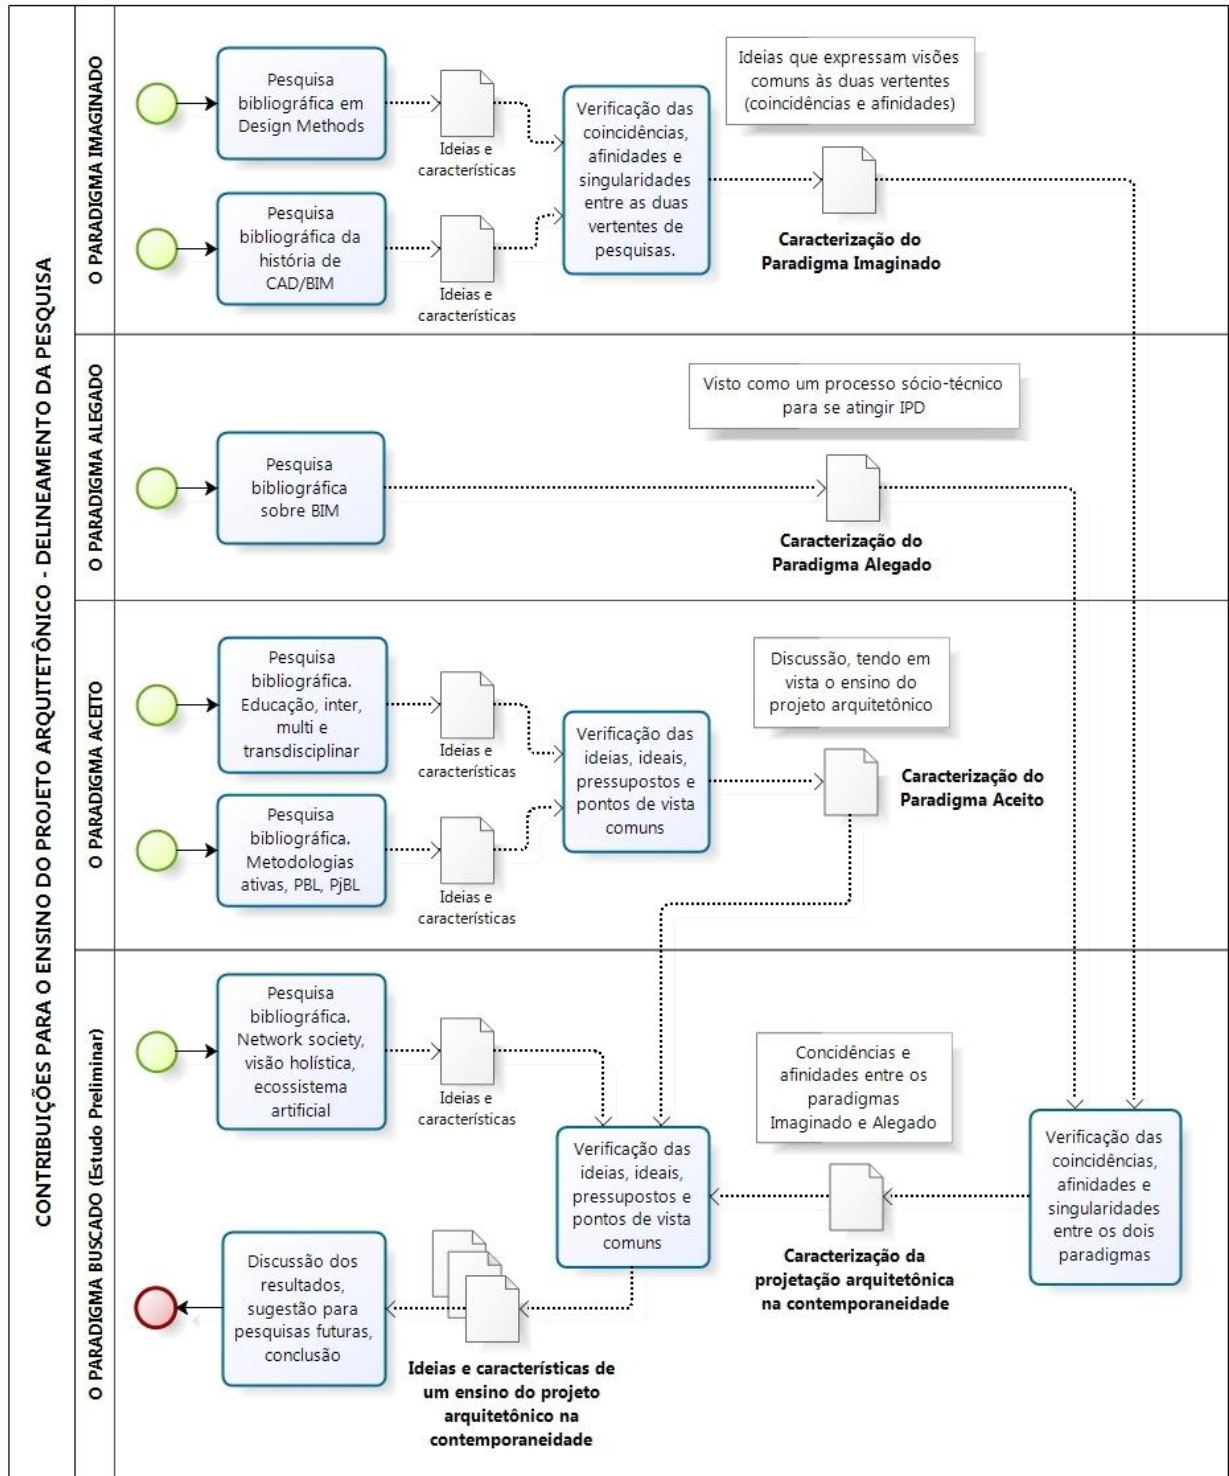 CONTRIBUIÇÕES PARA O ENSINO DO PROJETO ARQUITETÔNICO - DELINEAMENTO DA PESQUISA
O PARADIGMA IMAGINADO
Pesquisa
bibliográfica em
Design Methods
Ideias e
características
Pesquisa
bibliográfica da
história de
CAD/BIM
Ideias e
características
Verificação das
coincidências,
afinidades e
singularidades
entre as duas
vertentes de
pesquisas.
Ideias que expressam visões
comuns às duas vertentes
(coincidências e afinidades)
Caracterização do
Paradigma Imaginado
O PARADIGMA ALEGADO
Pesquisa
bibliográfica
sobre BIM
Visto como um processo sócio-técnico
para se atingir IPD
Caracterização do
Paradigma Alegado
O PARADIGMA ACEITO
Pesquisa
bibliográfica.
Educação, inter,
multi e
transdisciplinar
Ideias e
características
Pesquisa
bibliográfica.
Metodologias
ativas, PBL, PjBL
Ideias e
características
Verificação das
ideias, ideais,
pressupostos e
pontos de vista
comuns
Discussão, tendo em
vista o ensino do
projeto arquitetônico
Caracterização do
Paradigma Aceito
O PARADIGMA BUSCADO (Estudo Preliminar)
Pesquisa
bibliográfica.
Network society,
visão holística,
ecossistema
artificial
Ideias e
características
Verificação das
ideias, ideais,
pressupostos e
pontos de vista
comuns
Concidências e
afinidades entre os
paradigmas
Imaginado e Alegado
Caracterização da
projetação arquitetônica
na contemporaneidade
Verificação das
coincidências,
afinidades e
singularidades
entre os dois
paradigmas
Discussão dos
resultados,
sugestão para
pesquisas futuras,
conclusão
Ideias e características de
um ensino do projeto
arquitetônico na
contemporaneidade